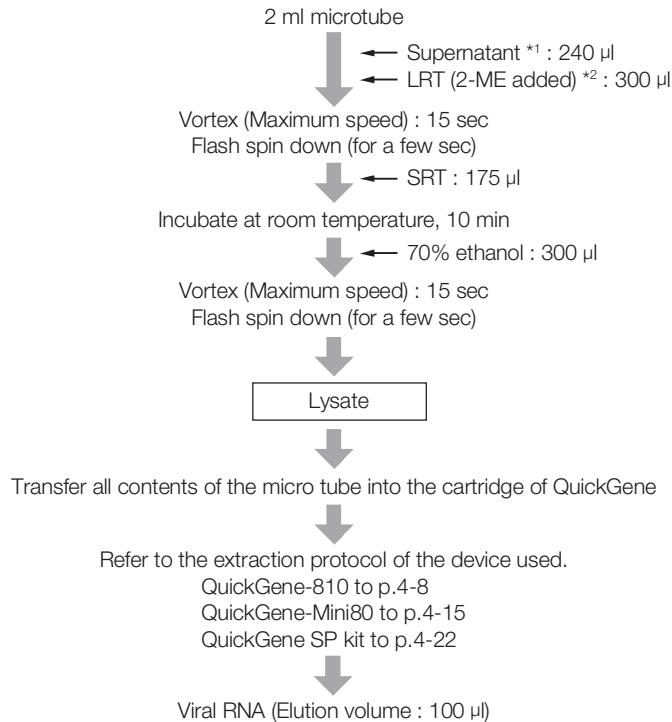 2 ml microtube
Supernatant *1 : 240 µl
LRT (2-ME added) *2 : 300 µl
Vortex (Maximum speed) : 15 sec
Flash spin down (for a few sec)
SRT : 175 µl
Incubate at room temperature, 10 min
70% ethanol : 300 µl
Vortex (Maximum speed) : 15 sec
Flash spin down (for a few sec)
Lysate
Transfer all contents of the micro tube into the cartridge of QuickGene
Refer to the extraction protocol of the device used.
QuickGene-810 to p.4-8
QuickGene-Mini80 to p.4-15
QuickGene SP kit to p.4-22
Viral RNA (Elution volume : 100 µl)